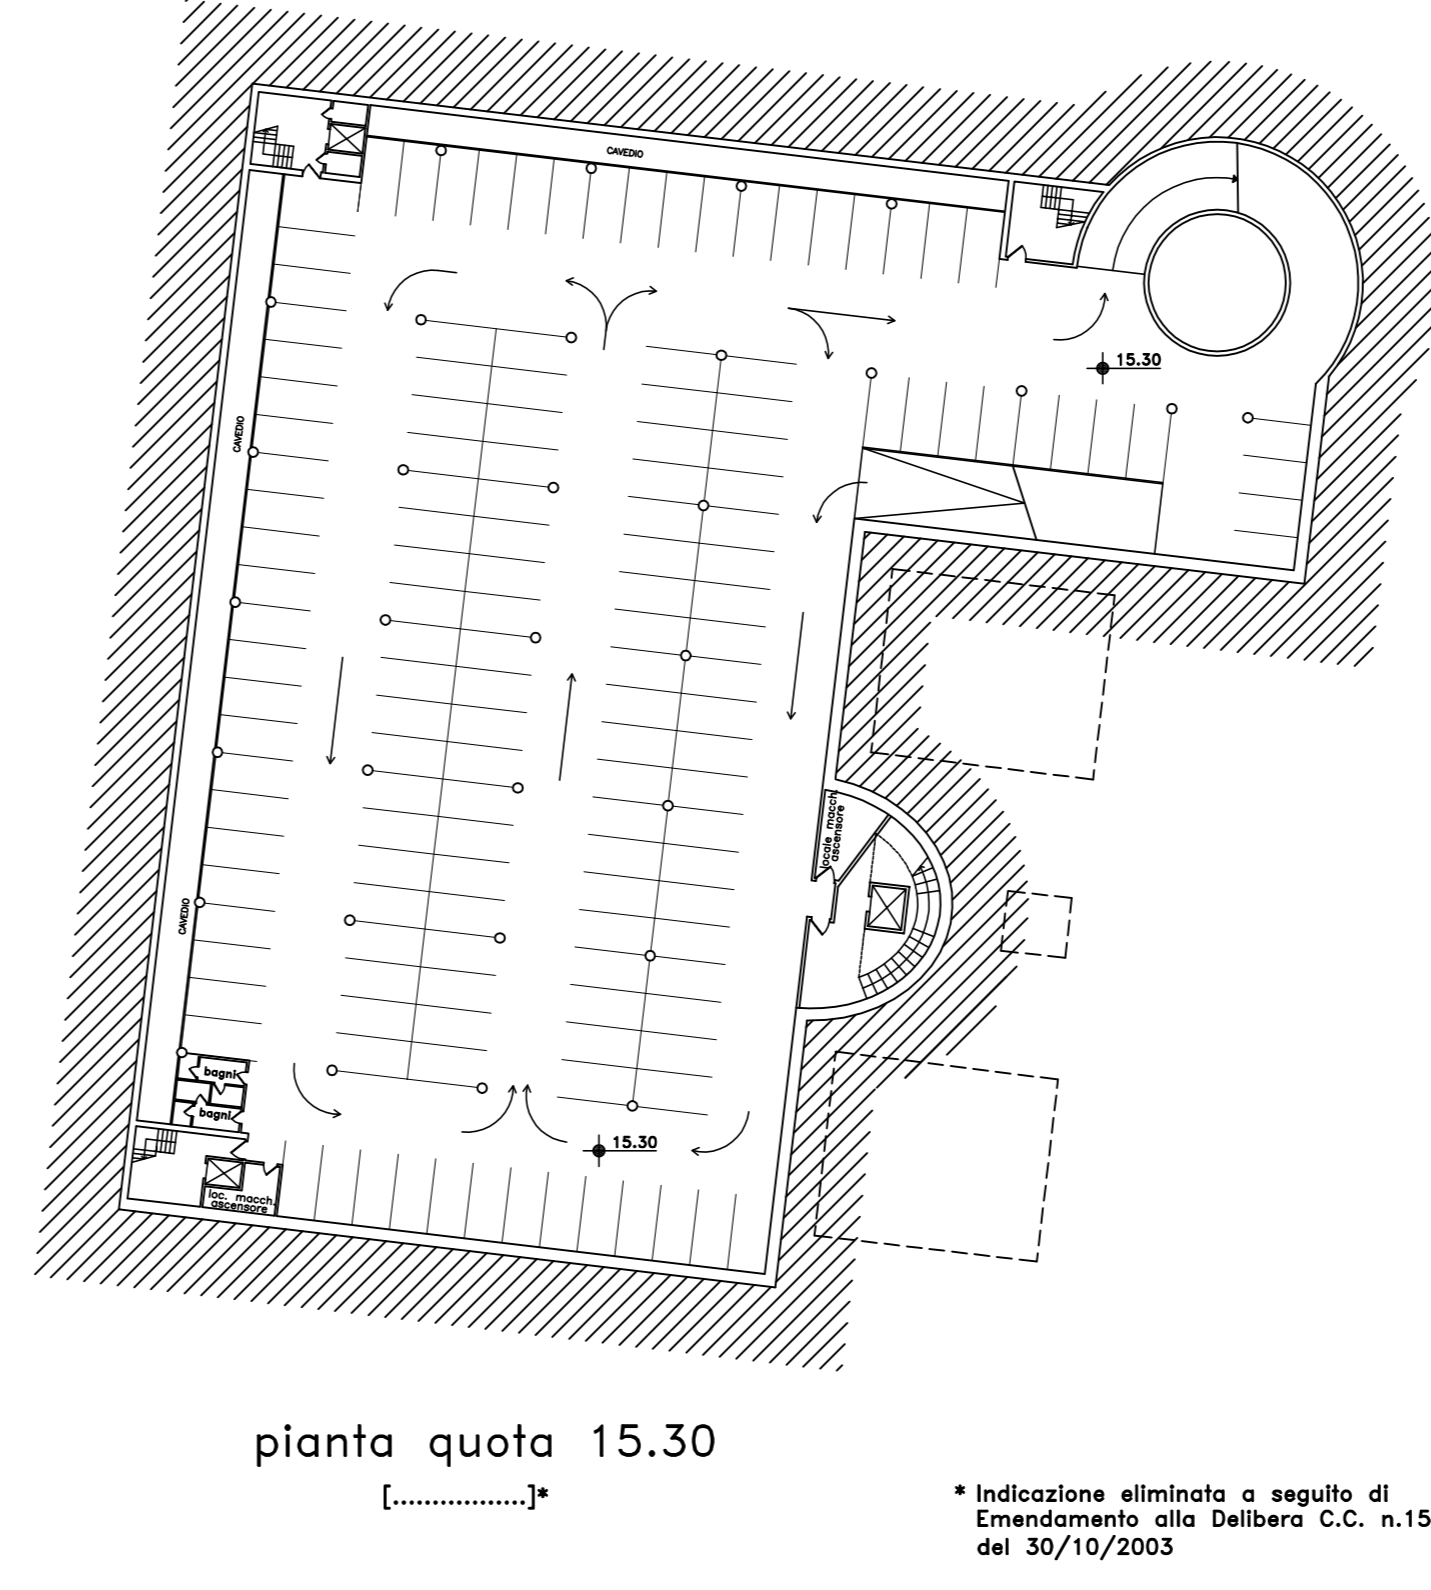 CAVEDIO
15.30
CAVEDIO
locale macch.
ascensore
CAVEDIO
bagni
bagni
15.30
loc. macch.
ascensore
pianta quota 15.30
[.................]*
* Indicazione eliminata a seguito di
Emendamento alla Delibera C.C. n.15
del 30/10/2003